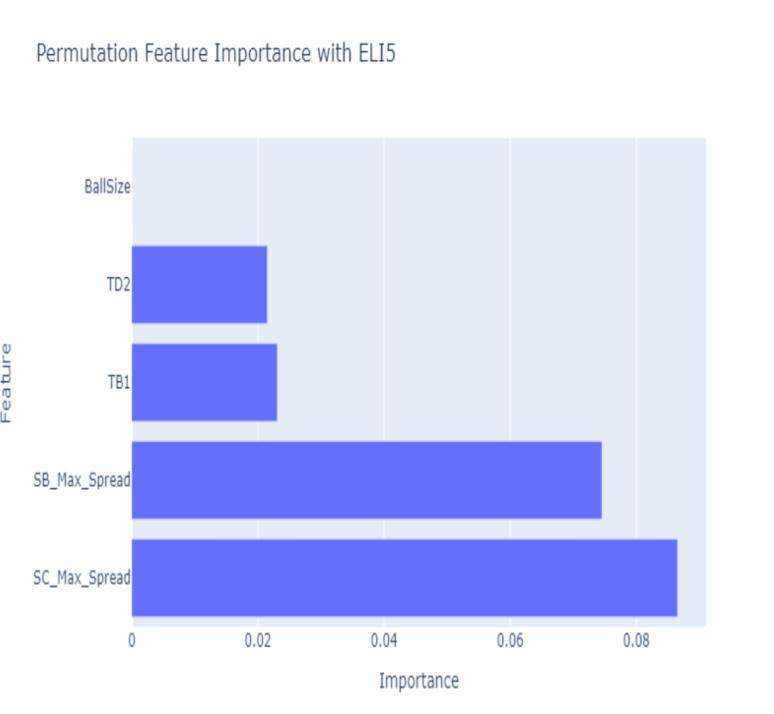 Permutation Feature Importance with ELI5
BallSize
TD2
TB1
SB_Max_Spread
SC_Max_Spread
Feature
0 0.02 0.04 0.06 0.08
Importance